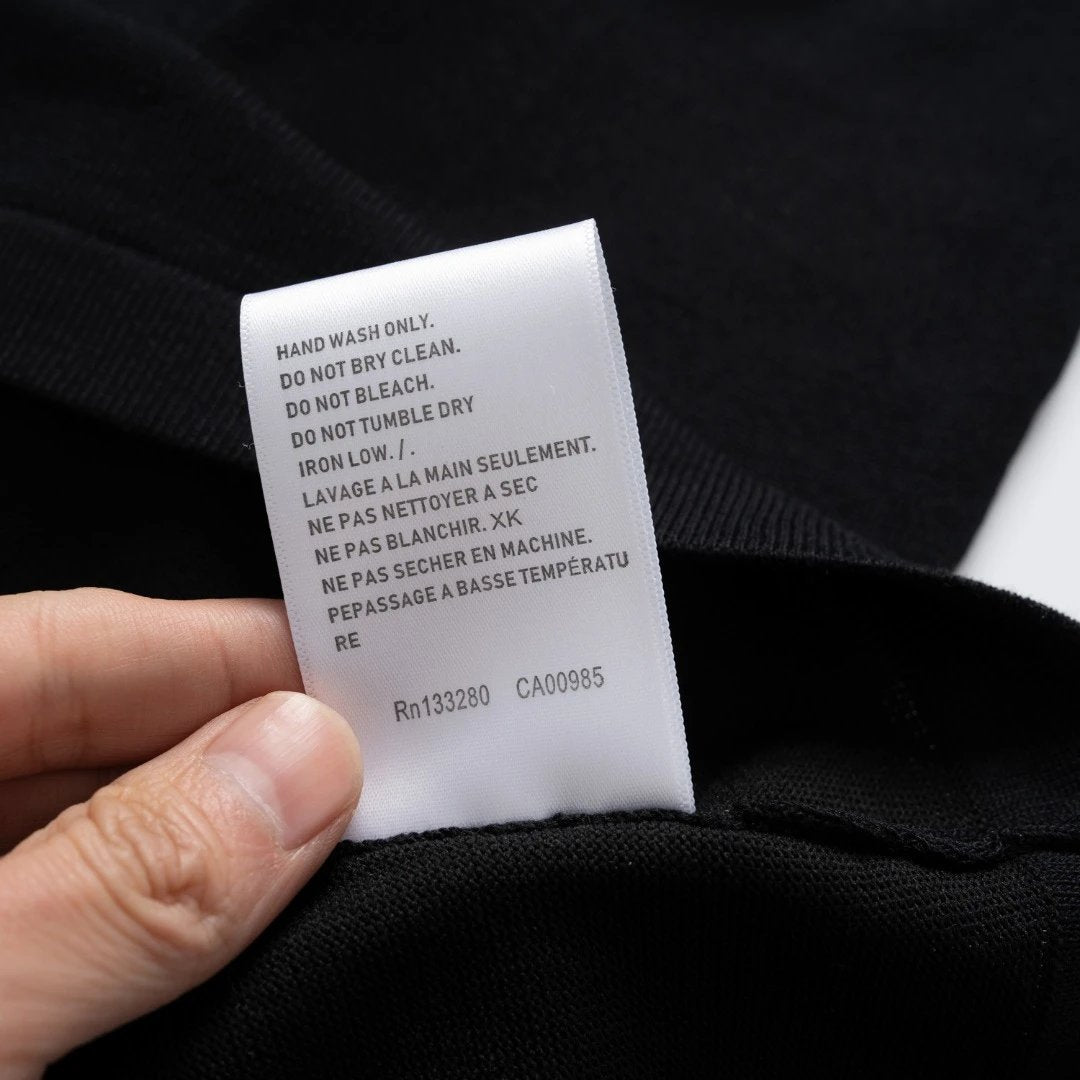 HAND WASH ONLY.
DO NOT BRY CLEAN.
DO NOT BLEACH.
DO NOT TUMBLE DRY
IRON LOW. /.
LAVAGE A LA MAIN SEULEMENT.
NE PAS NETTOYER A SEC
NE PAS BLANCHIR. XK
NE PAS SECHER EN MACHINE.
PEPASSAGE A BASSE TEMPÉRATU
RE
Rn133280 CA00985